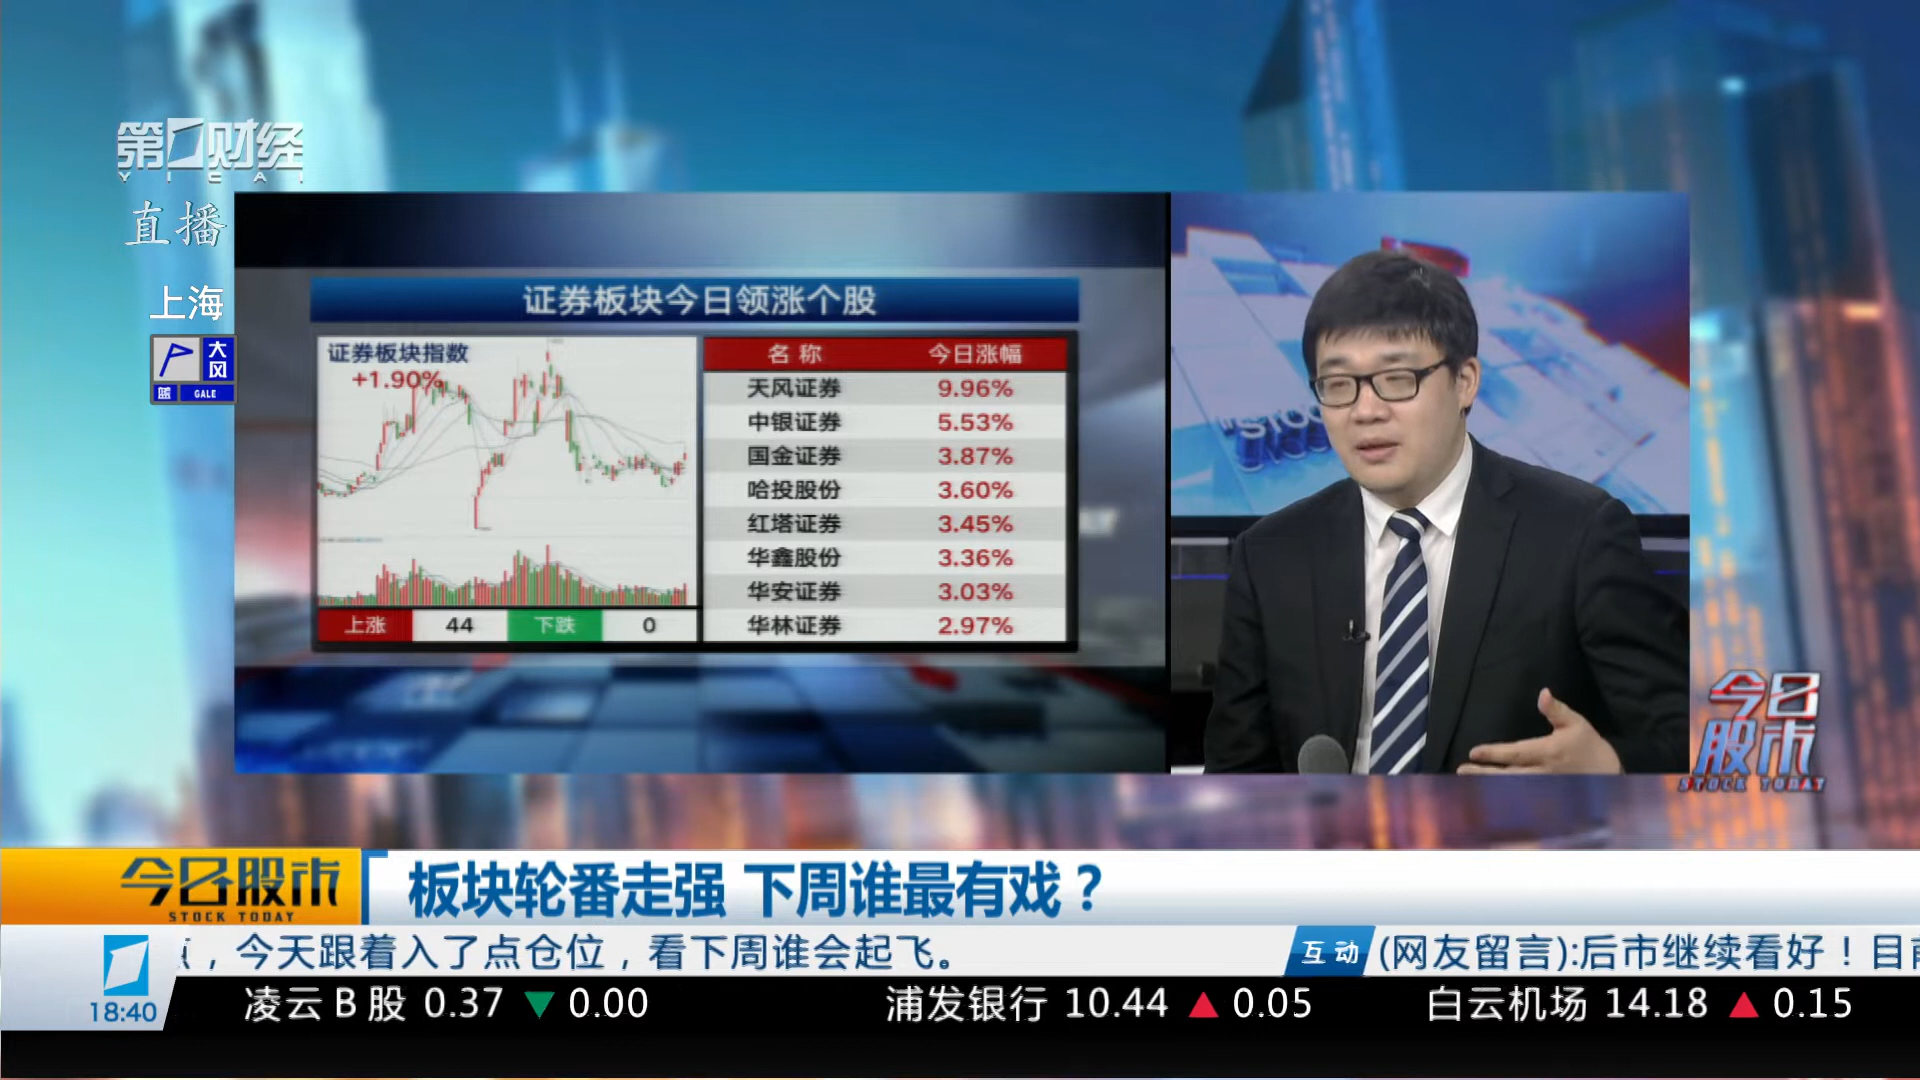 第一财经
YICAI
直播
上海
大风
蓝 GALE
证券板块今日领涨个股
证券板块指数
+1.90%
上涨 44 下跌 0
名称 今日涨幅
天风证券 9.96%
中银证券 5.53%
国金证券 3.87%
哈投股份 3.60%
红塔证券 3.45%
华鑫股份 3.36%
华安证券 3.03%
华林证券 2.97%
STOC
今日股市
STOCK TODAY
今日股市
STOCK TODAY
板块轮番走强 下周谁最有戏？
，今天跟着入了点仓位，看下周谁会起飞。 互动 (网友留言):后市继续看好！目
18:40
凌云B股 0.37 ▼ 0.00 浦发银行 10.44 ▲ 0.05 白云机场 14.18 ▲ 0.15